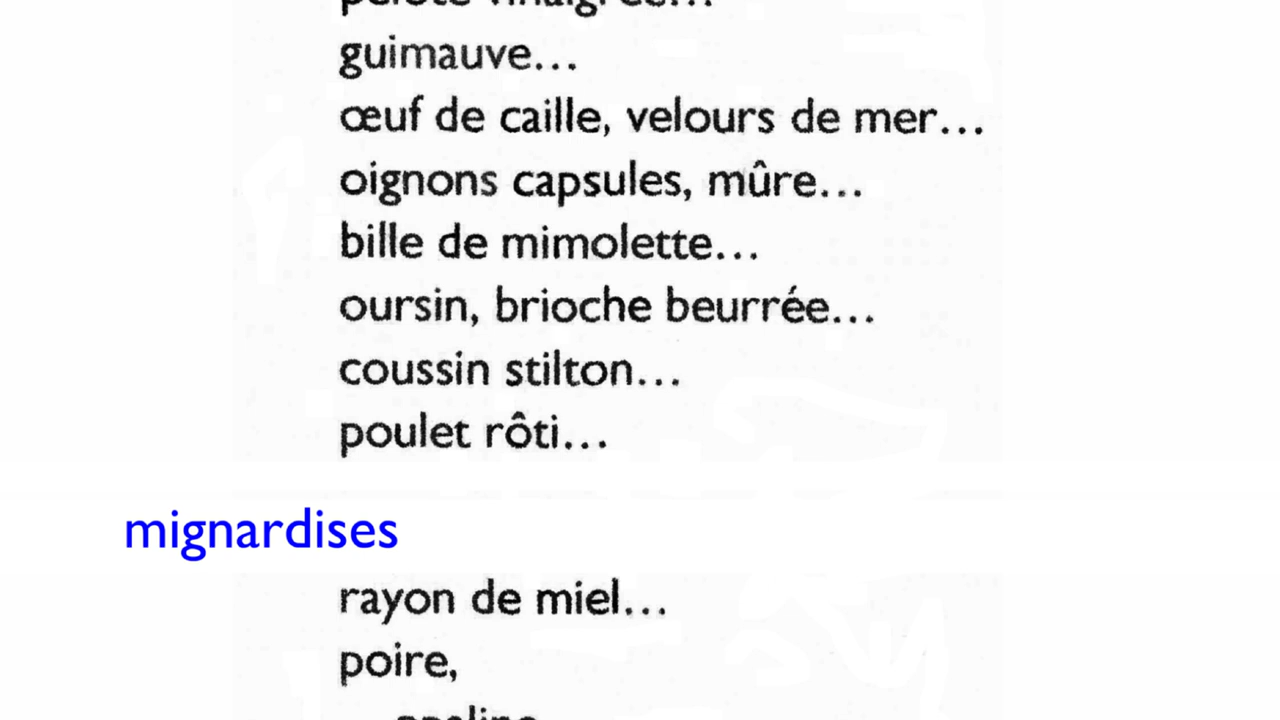 guimauve…
œuf de caille, velours de mer…
oignons capsules, mûre…
bille de mimolette…
oursin, brioche beurrée…
coussin stilton…
poulet rôti…
mignardises
rayon de miel…
poire,